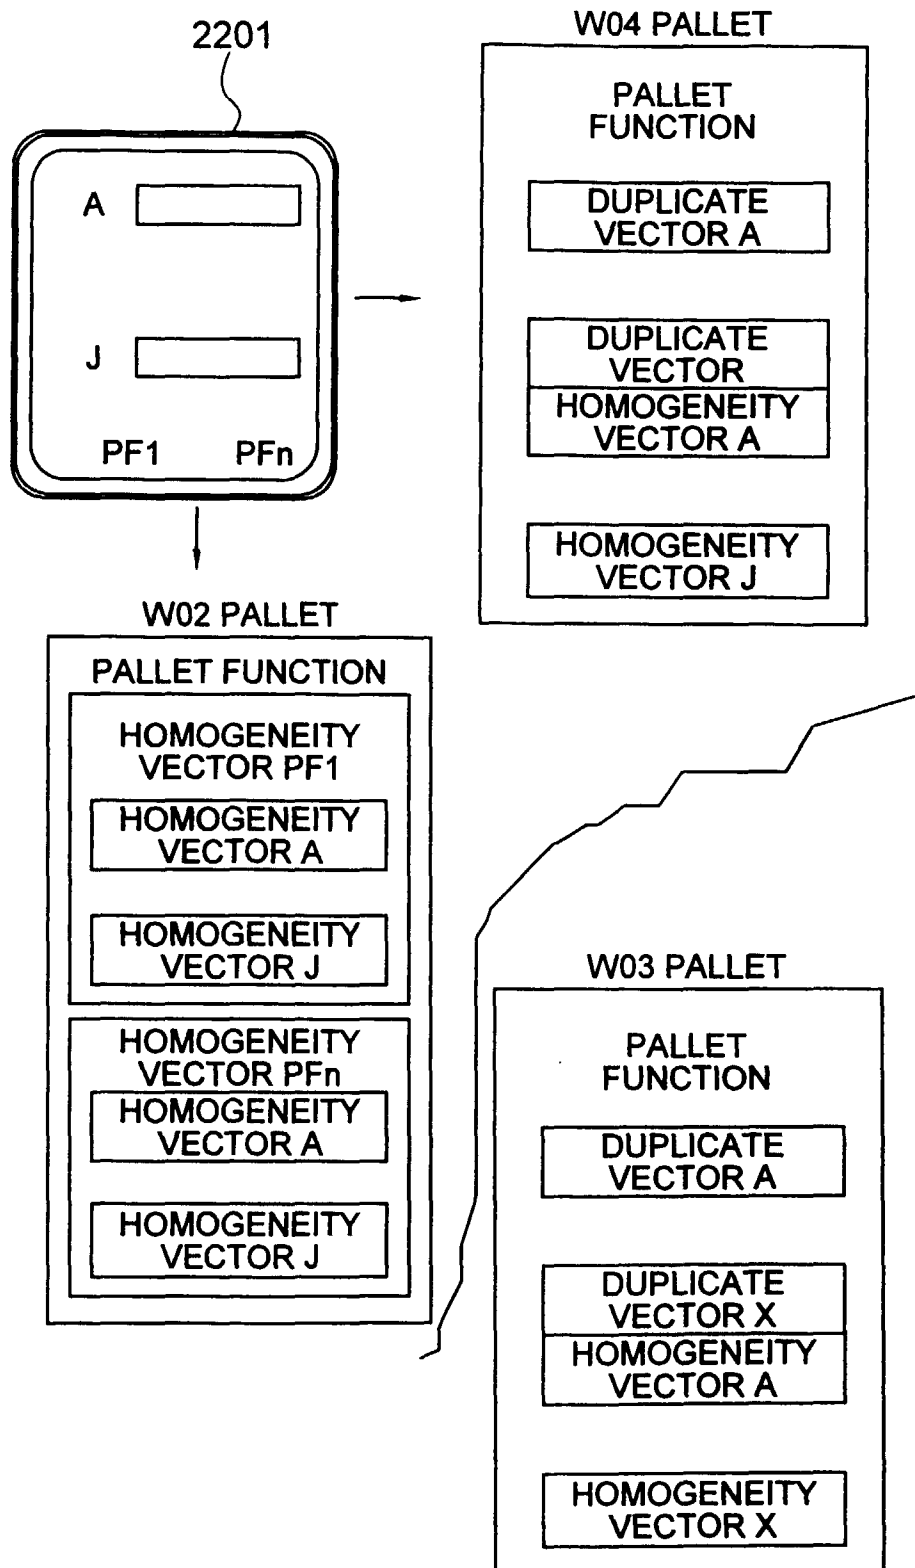 2201
A
J
PF1 PFn
W04 PALLET
PALLET
FUNCTION
DUPLICATE
VECTOR A
DUPLICATE
VECTOR
HOMOGENEITY
VECTOR A
HOMOGENEITY
VECTOR J
W02 PALLET
PALLET FUNCTION
HOMOGENEITY
VECTOR PF1
HOMOGENEITY
VECTOR A
HOMOGENEITY
VECTOR J
HOMOGENEITY
VECTOR PFn
HOMOGENEITY
VECTOR A
HOMOGENEITY
VECTOR J
W03 PALLET
PALLET
FUNCTION
DUPLICATE
VECTOR A
DUPLICATE
VECTOR X
HOMOGENEITY
VECTOR A
HOMOGENEITY
VECTOR X